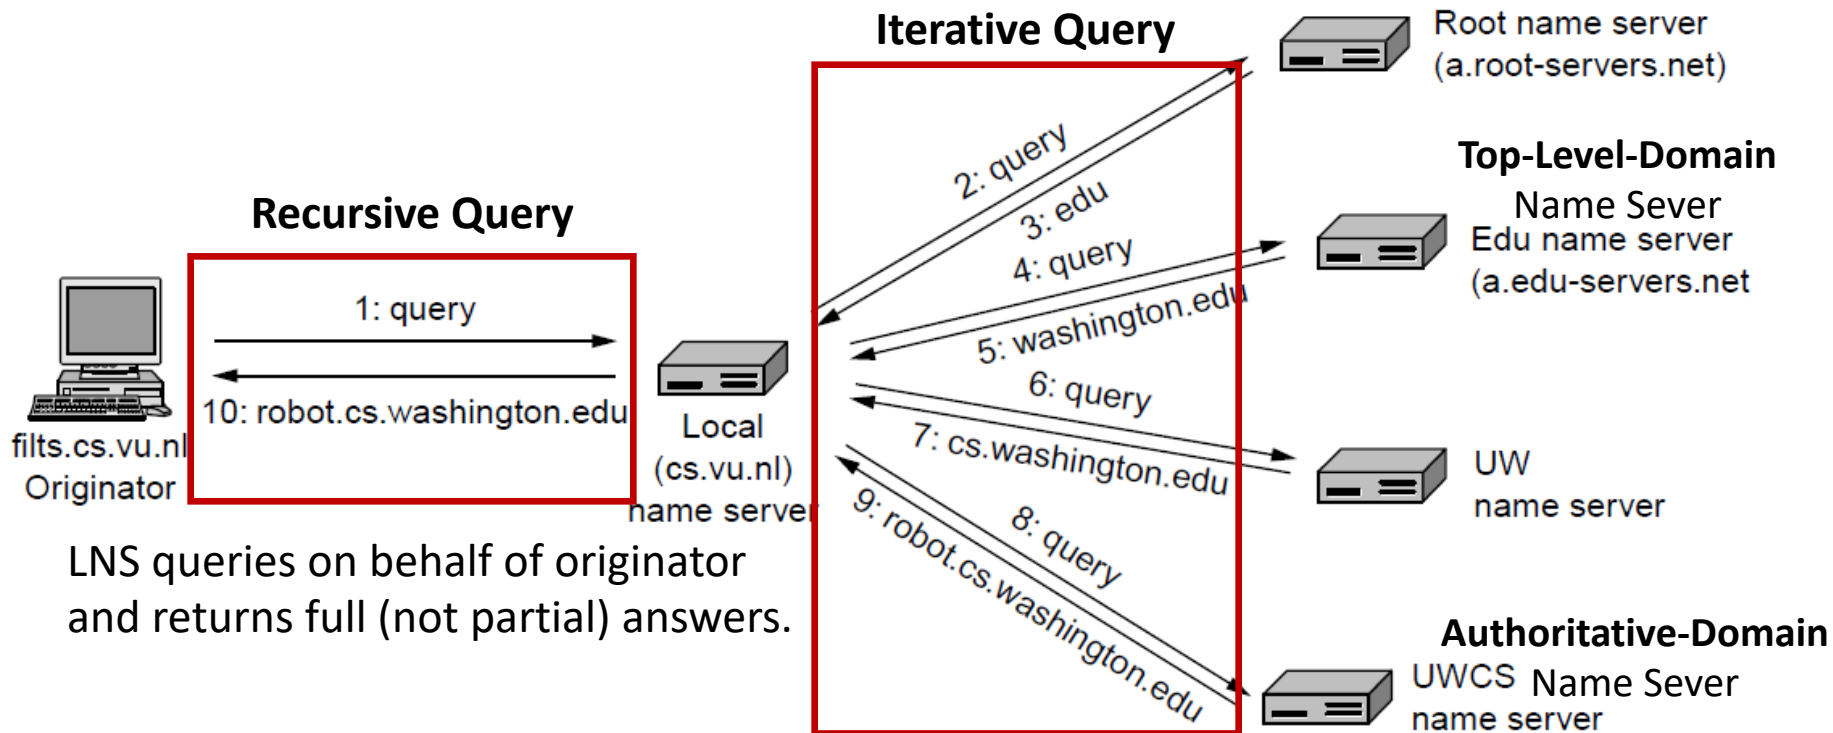 Iterative Query
Root name server
(a.root-servers.net)
2: query
3: edu
Top-Level-Domain
Name Sever
Edu name server
(a.edu-servers.net
4: query
5: washington.edu
Recursive Query
1: query
10: robot.cs.washington.edu
filts.cs.vu.nl
Originator
Local
(cs.vu.nl)
name server
6: query
7: cs.washington.edu
UW
name server
8: query
9: robot.cs.washington.edu
LNS queries on behalf of originator
and returns full (not partial) answers.
Authoritative-Domain
UWCS Name Sever
name server